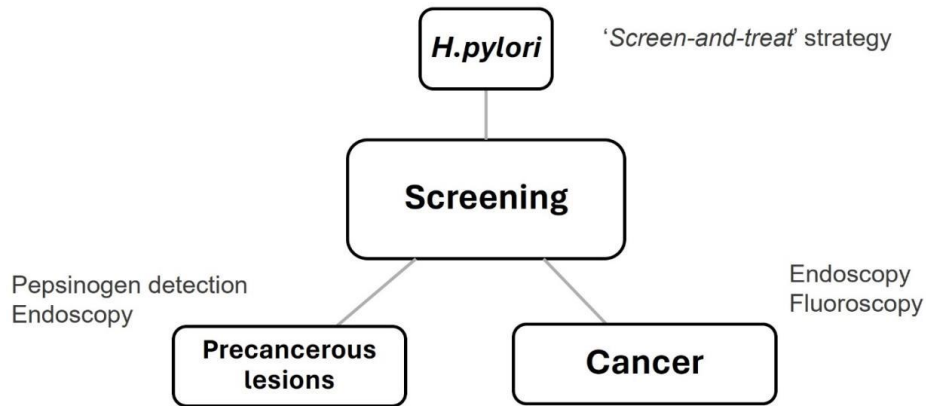 H.pylori
‘Screen-and-treat’ strategy
Screening
Pepsinogen detection
Endoscopy
Endoscopy
Fluoroscopy
Precancerous
lesions
Cancer